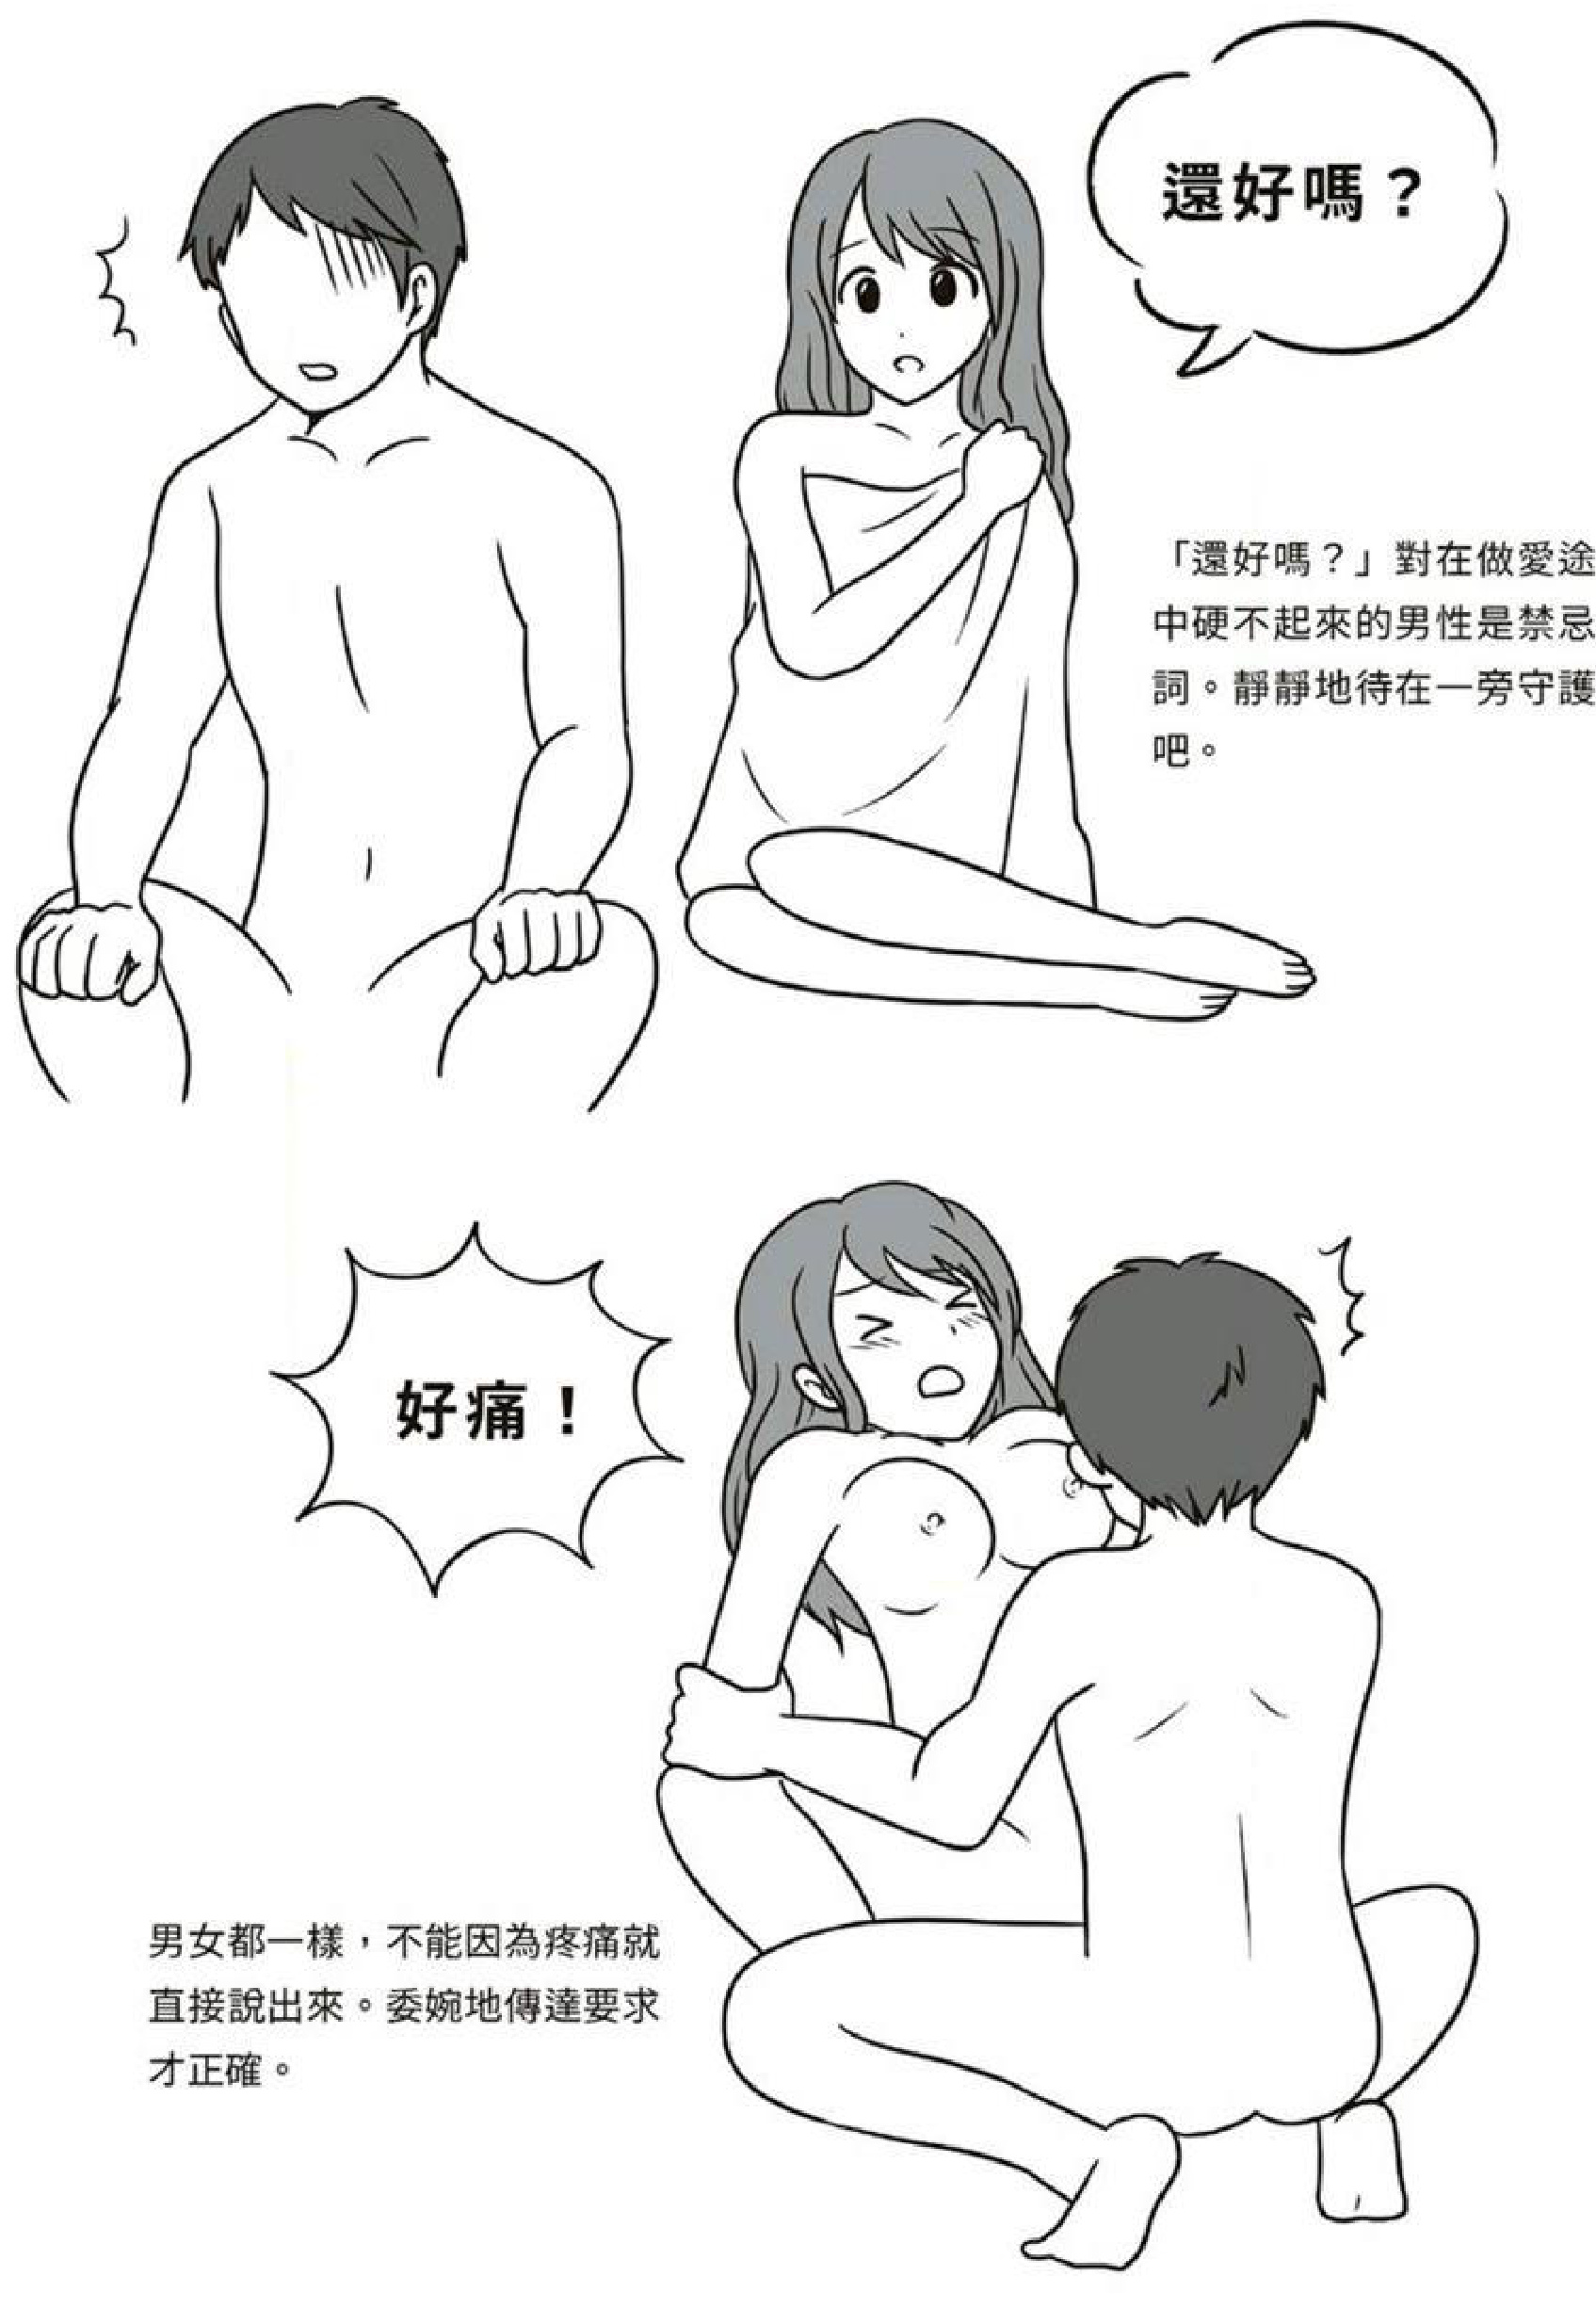 還好嗎？
「還好嗎？」對在做愛途
中硬不起來的男性是禁忌
詞。靜靜地待在一旁守護
吧。
好痛！
男女都一樣，不能因為疼痛就
直接說出來。委婉地傳達要求
才正確。